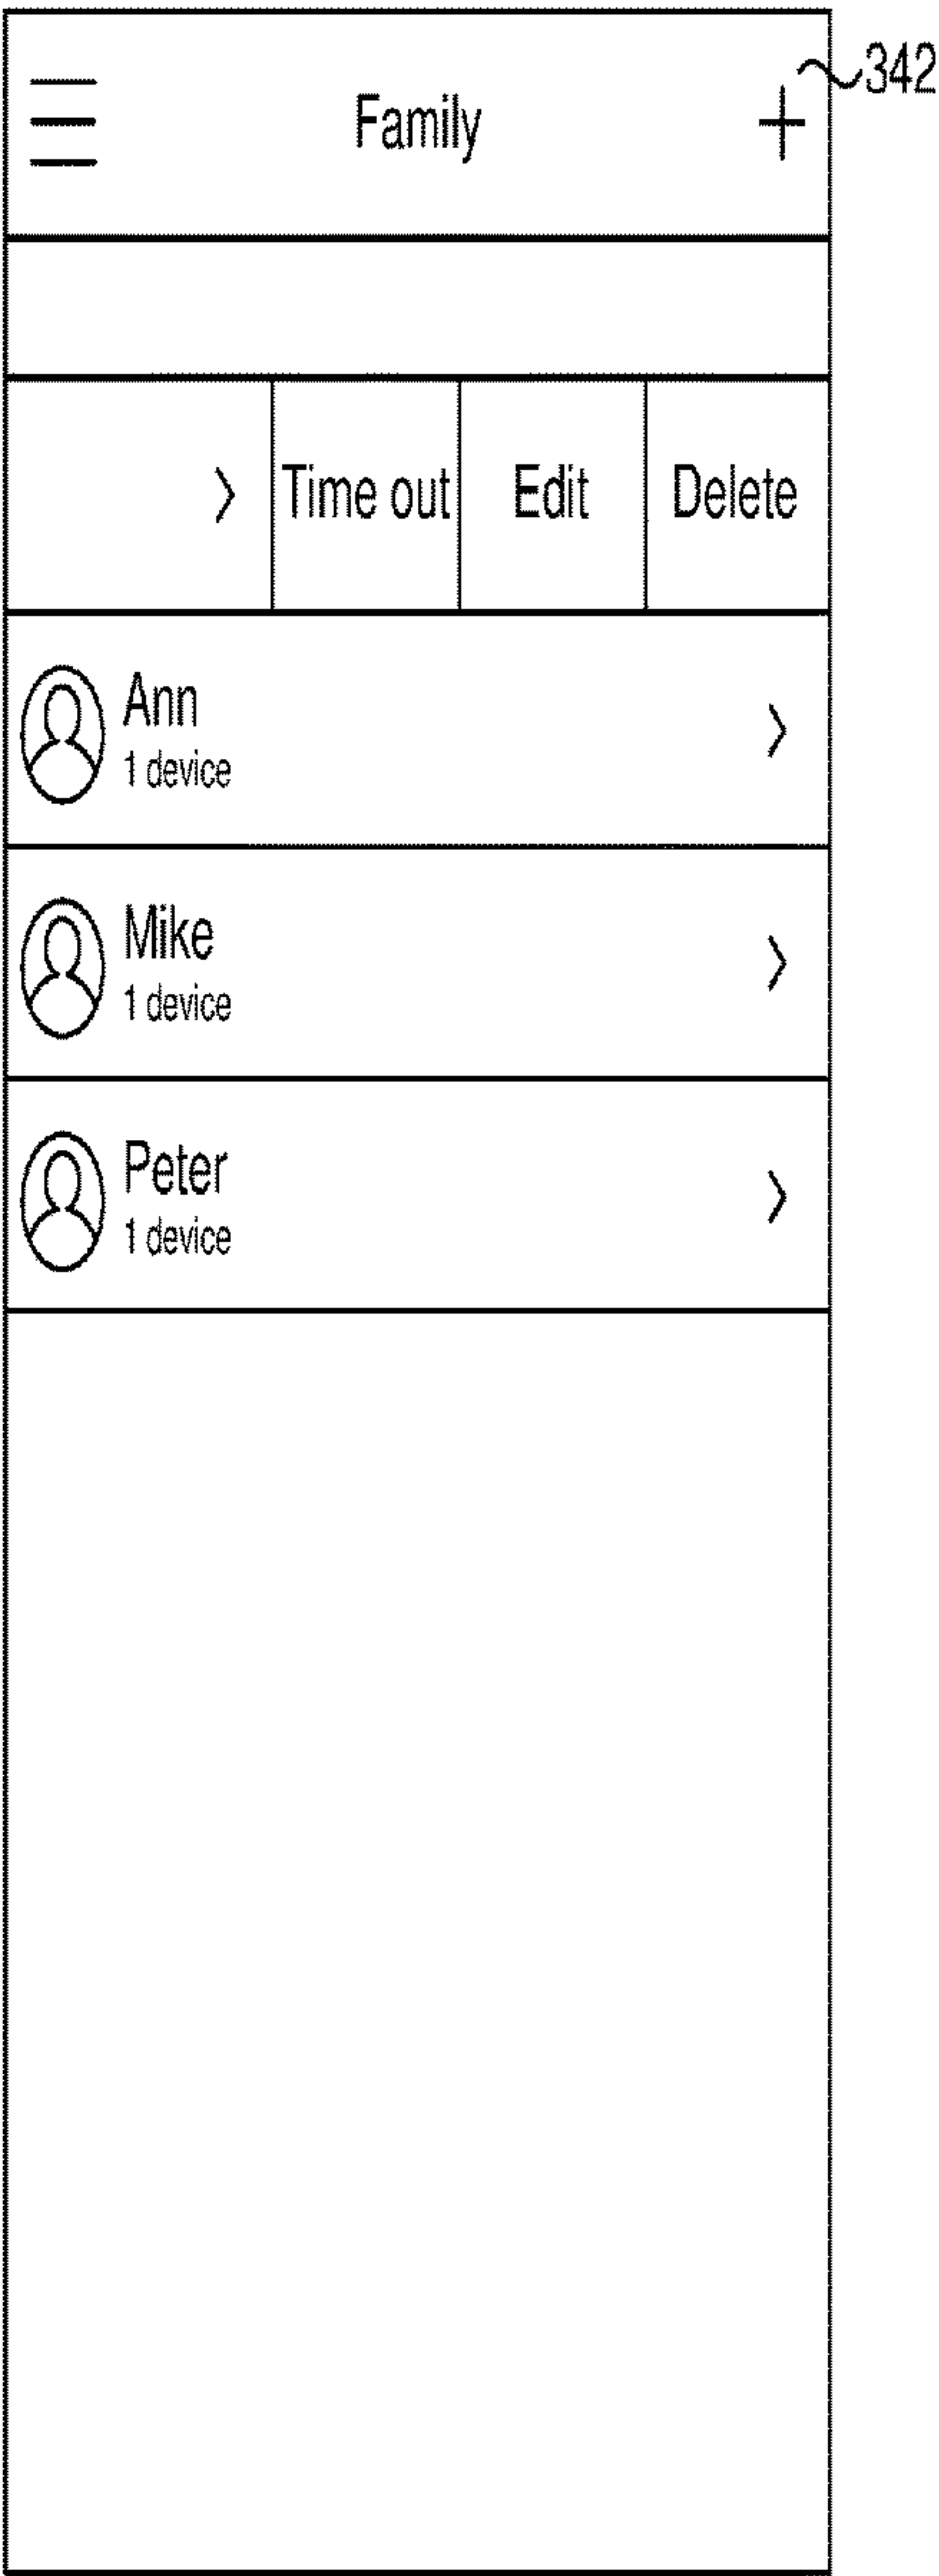 342
Family +
> Time out Edit Delete
Ann
1 device
>
Mike
1 device
>
Peter
1 device
>